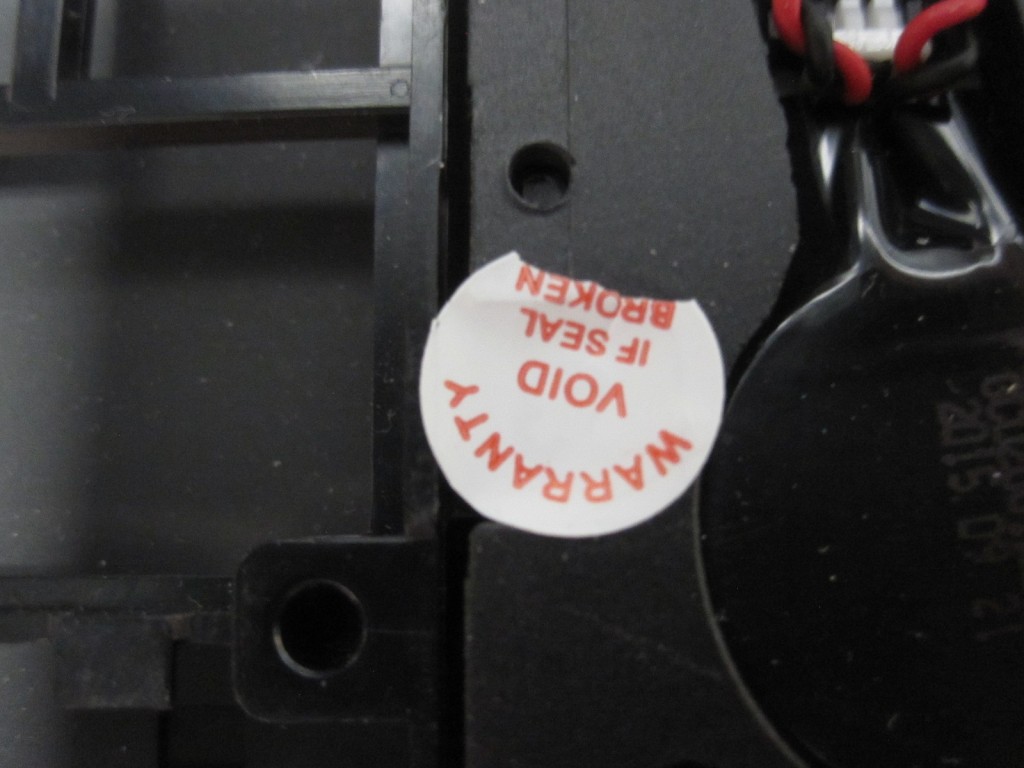 WARRANTY
VOID
IF SEAL
BROKEN